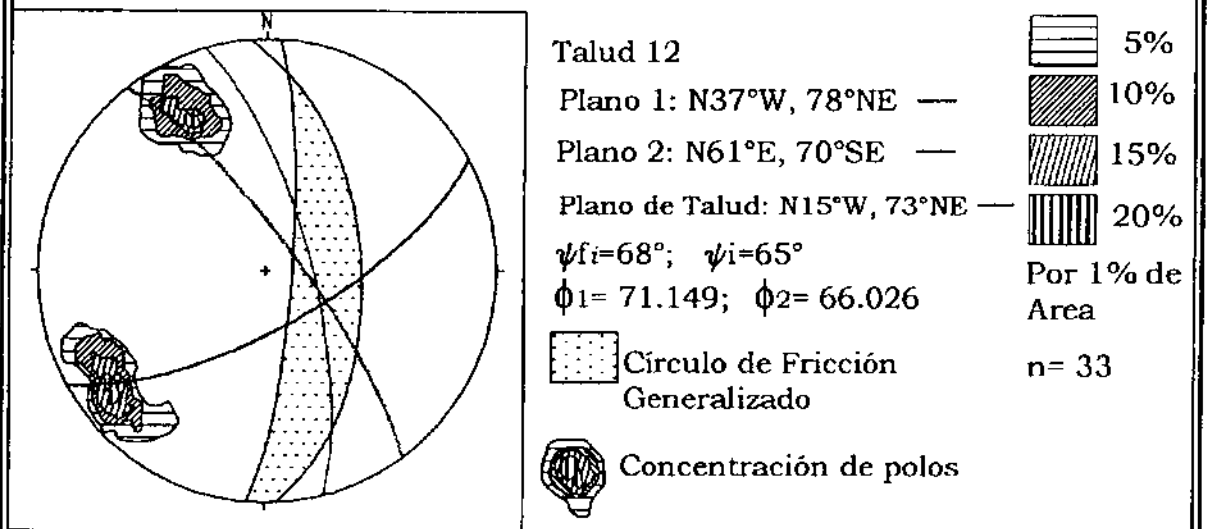 N
Talud 12
Plano 1: N37°W, 78°NE —
Plano 2: N61°E, 70°SE —
Plano de Talud: N15°W, 73°NE —
ψfi=68°; ψi=65°
ϕ1= 71.149; ϕ2= 66.026
Círculo de Fricción
Generalizado
Concentración de polos
5%
10%
15%
20%
Por 1% de
Area
n= 33